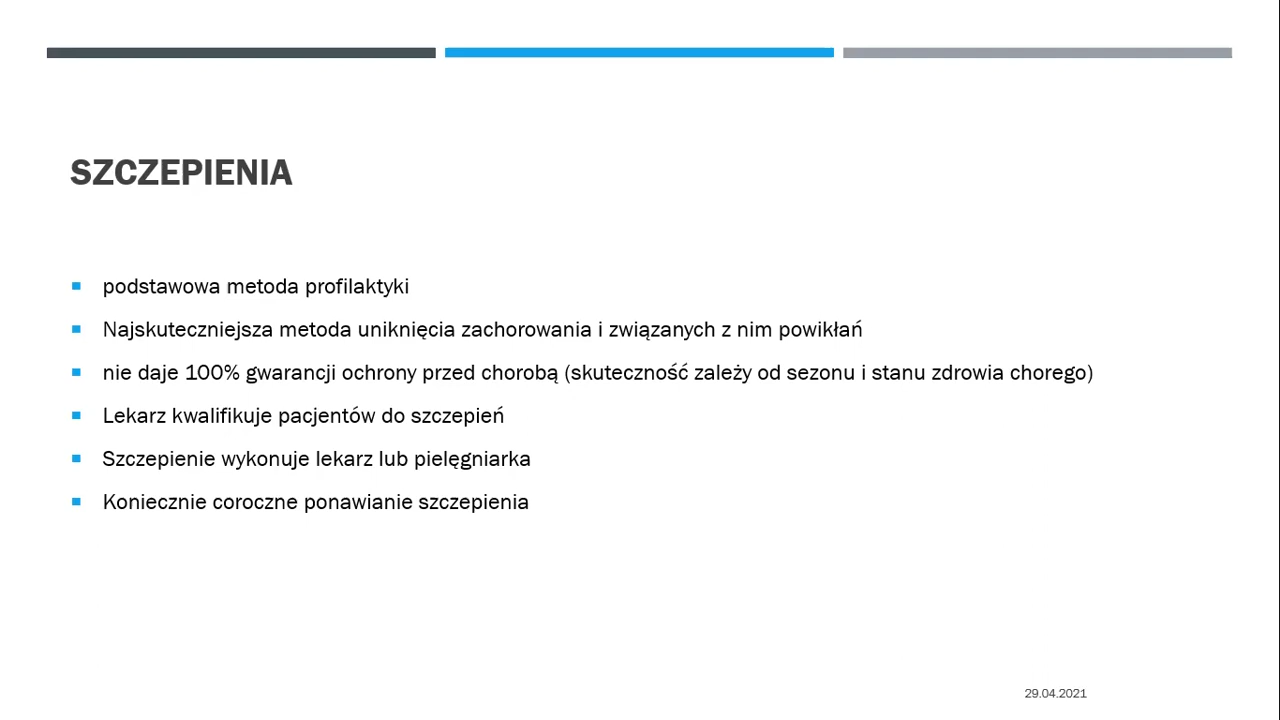 SZCZEPIENIA
podstawowa metoda profilaktyki
Najskuteczniejsza metoda uniknięcia zachorowania i związanych z nim powikłań
nie daje 100% gwarancji ochrony przed chorobą (skuteczność zależy od sezonu i stanu zdrowia chorego)
Lekarz kwalifikuje pacjentów do szczepień
Szczepienie wykonuje lekarz lub pielęgniarka
Koniecznie coroczne ponawianie szczepienia
29.04.2021